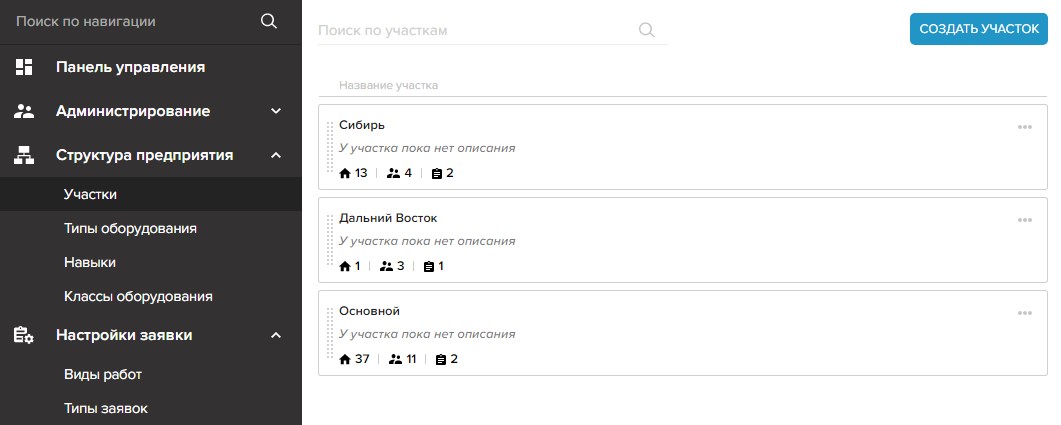 Поиск по навигации
Панель управления
Администрирование
Структура предприятия
Участки
Типы оборудования
Навыки
Классы оборудования
Настройки заявки
Виды работ
Типы заявок
Поиск по участкам
СОЗДАТЬ УЧАСТОК
Название участка
Сибирь
У участка пока нет описания
13 4 2
Дальний Восток
У участка пока нет описания
1 3 1
Основной
У участка пока нет описания
37 11 2